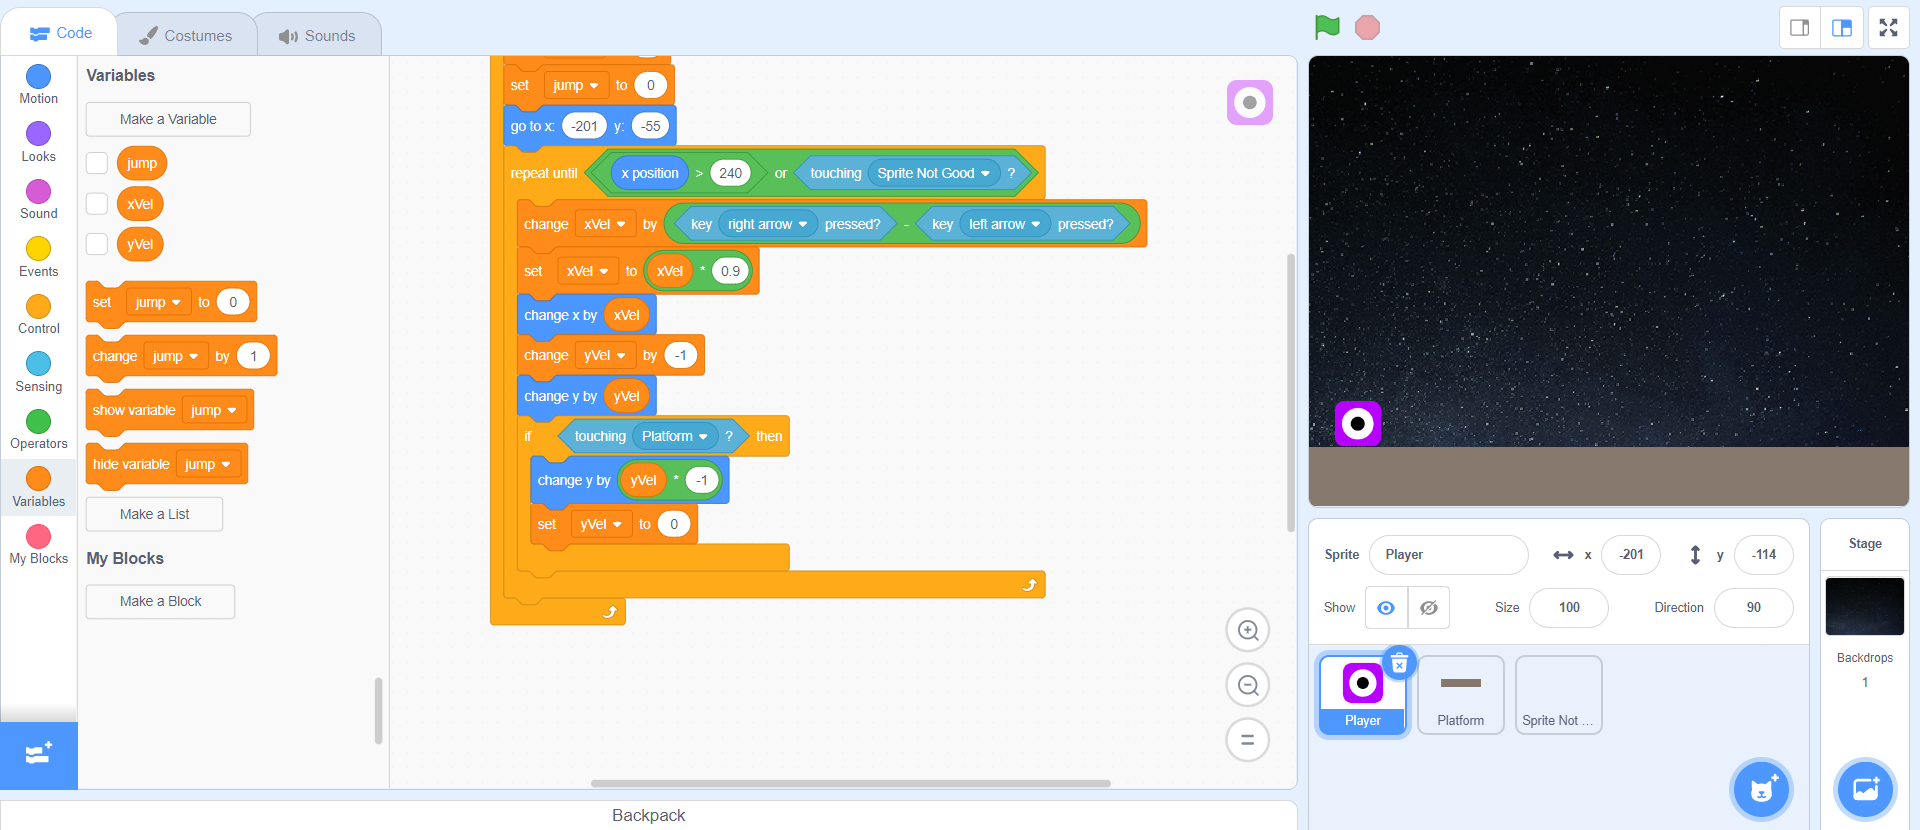 Code
Costumes
Sounds
Motion
Looks
Sound
Events
Control
Sensing
Operators
Variables
My Blocks
Variables
Make a Variable
jump
xVel
yVel
set jump to 0
change jump by 1
show variable jump
hide variable jump
Make a List
My Blocks
Make a Block
set jump to 0
go to x: -201 y: -55
repeat until x position > 240 or touching Sprite Not Good ?
change xVel by key right arrow pressed? - key left arrow pressed?
set xVel to xVel * 0.9
change x by xVel
change yVel by -1
change y by yVel
if touching Platform ? then
change y by yVel * -1
set yVel to 0
Backpack
Sprite Player x -201 y -114
Show Size 100 Direction 90
Player
Platform
Sprite Not ...
Stage
Backdrops
1